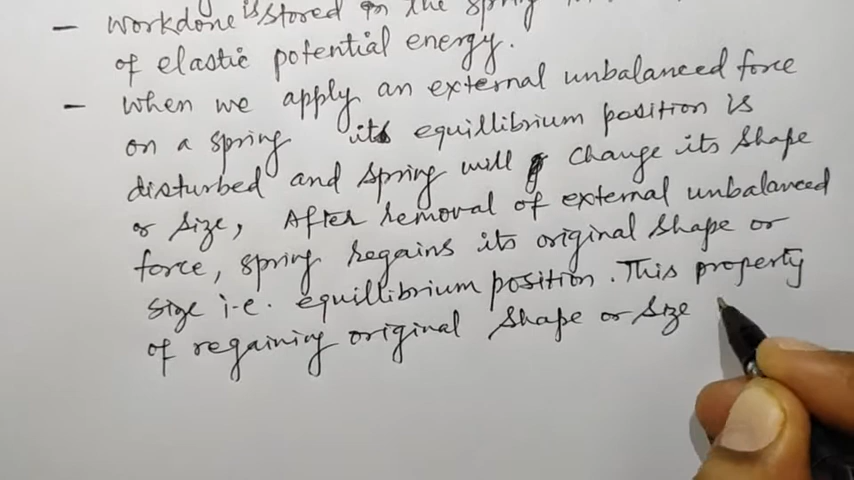 - workdone is stored in the spring in
of elastic potential energy.
- when we apply an external unbalanced force
on a spring its equillibrium position is
disturbed and spring will change its shape
or size, After removal of external unbalanced
force, spring regains its original shape or
size i.e. equillibrium position. This property
of regaining original shape or size